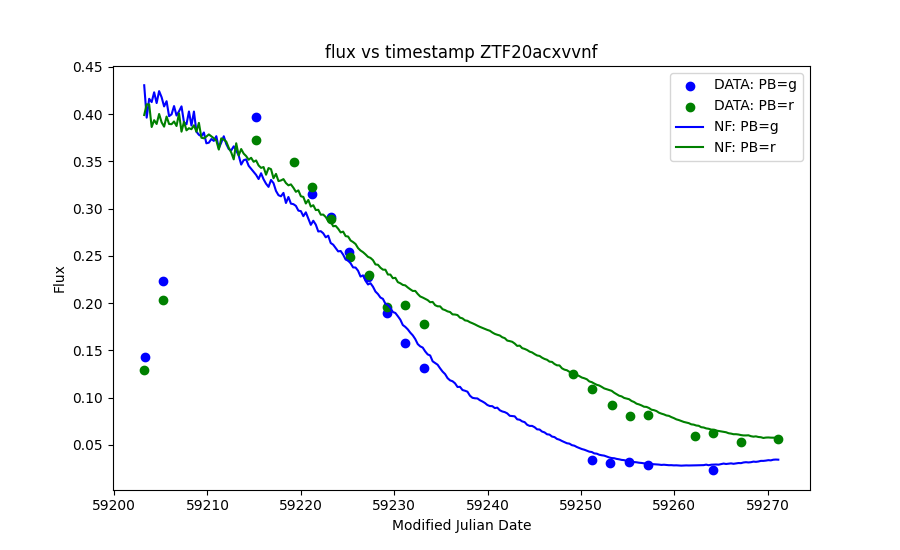 flux vs timestamp ZTF20acxvvnf
0.45
0.40
0.35
0.30
0.25
0.20
0.15
0.10
0.05
Flux
DATA: PB=g
DATA: PB=r
NF: PB=g
NF: PB=r
59200 59210 59220 59230 59240 59250 59260 59270
Modified Julian Date